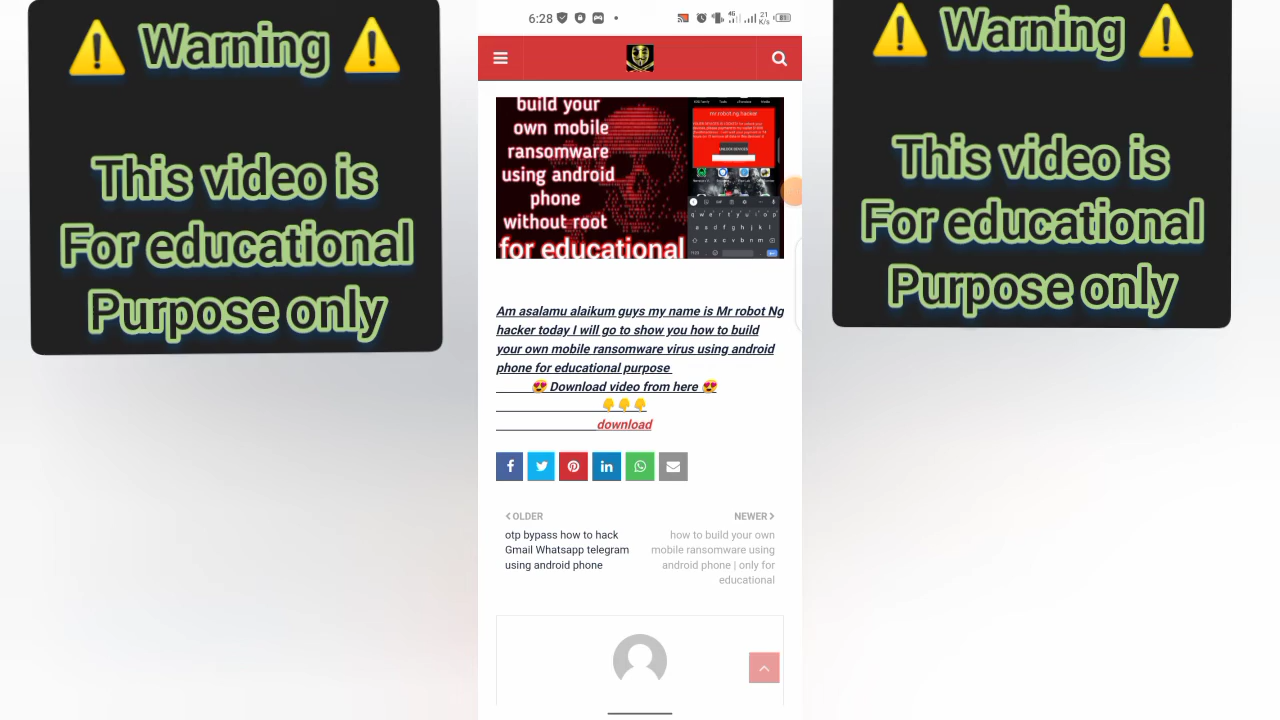 ⚠️ Warning ⚠️
This video is
For educational
Purpose only
6:28
4G
21
K/s
81
build your
own mobile
ransomware
using android
phone
without root
for educational
mr.robot.ng.hacker
UNLOCK DEVICES
q w e r t y u i o p
a s d f g h j k l
z x c v b n m
Am asalamu alaikum guys my name is Mr robot Ng
hacker today I will go to show you how to build
your own mobile ransomware virus using android
phone for educational purpose
😍 Download video from here 😍
👇👇👇
download
OLDER
otp bypass how to hack
Gmail Whatsapp telegram
using android phone
NEWER
how to build your own
mobile ransomware using
android phone | only for
educational
⚠️ Warning ⚠️
This video is
For educational
Purpose only